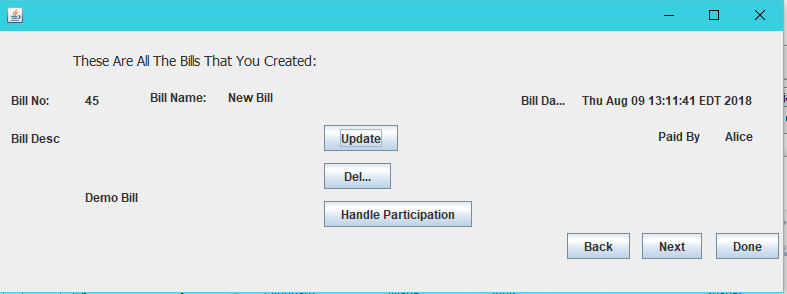 These Are All The Bills That You Created:
Bill No: 45 Bill Name: New Bill Bill Da... Thu Aug 09 13:11:41 EDT 2018
Bill Desc Update Paid By Alice
Del...
Demo Bill
Handle Participation
Back Next Done